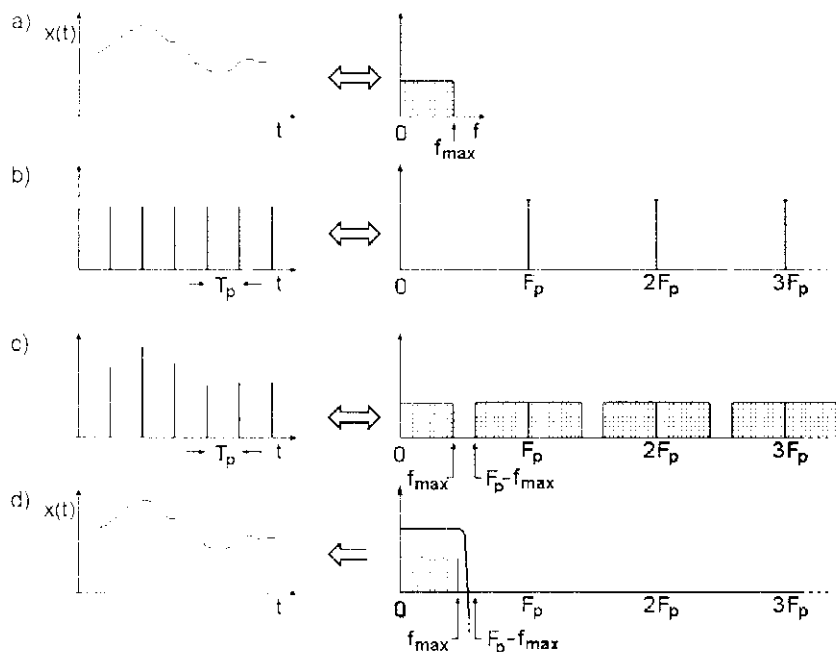 a)
x(t)
t
0
f
f_max
b)
T_p t
0 F_p 2F_p 3F_p
c)
T_p t
0 F_p 2F_p 3F_p
f_max F_p-f_max
d)
x(t)
t
0 F_p 2F_p 3F_p
f_max F_p-f_max